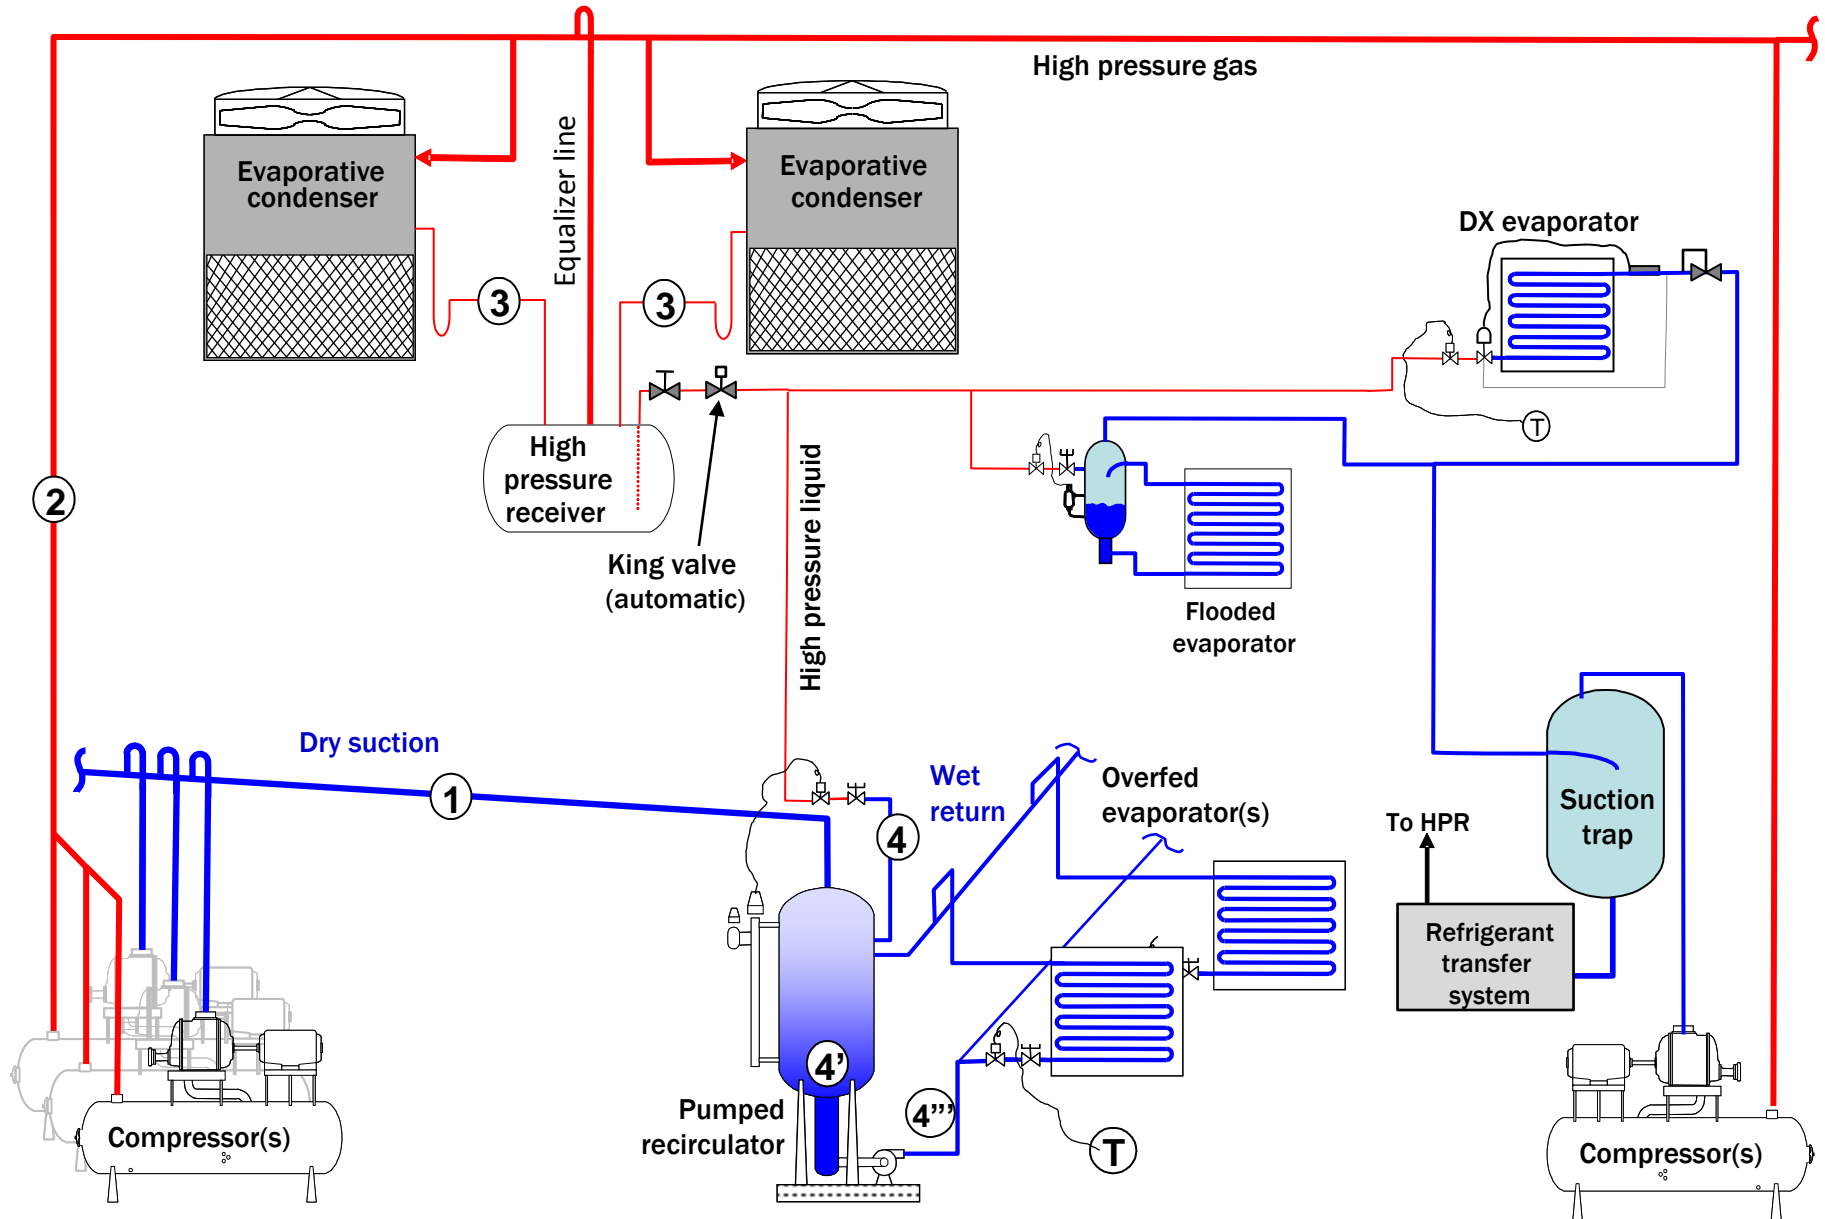 High pressure gas
Evaporative
condenser
Equalizer line
Evaporative
condenser
DX evaporator
3
3
T
High
pressure
receiver
King valve
(automatic)
High pressure liquid
2
Flooded
evaporator
Dry suction
1
Wet
return
Overfed
evaporator(s)
4
Suction
trap
To HPR
Refrigerant
transfer
system
4'
4"'
Pumped
recirculator
T
Compressor(s)
Compressor(s)